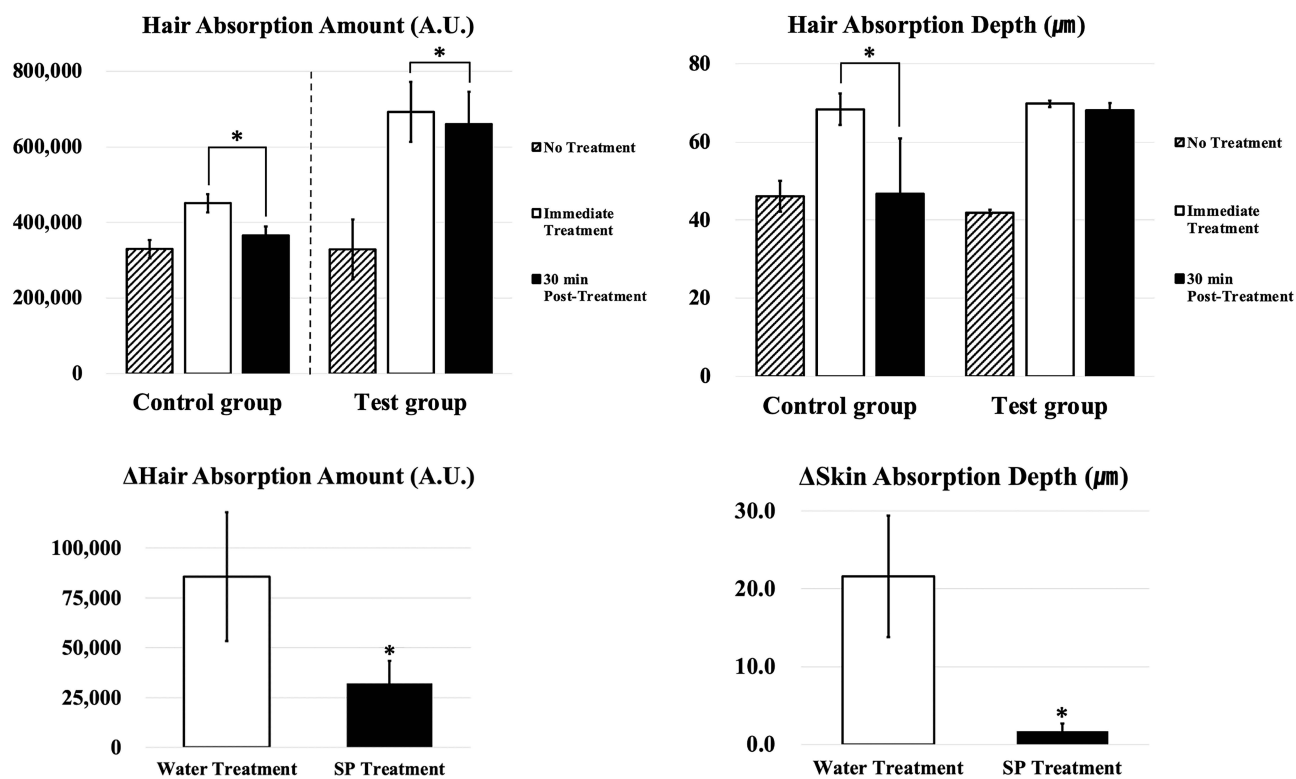 Hair Absorption Amount (A.U.)
800,000
600,000
400,000
200,000
0
*
*
Control group
Test group
No Treatment
Immediate
Treatment
30 min
Post-Treatment
Hair Absorption Depth (㎛)
80
60
40
20
0
*
Control group
Test group
No Treatment
Immediate
Treatment
30 min
Post-Treatment
ΔHair Absorption Amount (A.U.)
100,000
75,000
50,000
25,000
0
*
Water Treatment
SP Treatment
ΔSkin Absorption Depth (㎛)
30.0
20.0
10.0
0.0
*
Water Treatment
SP Treatment